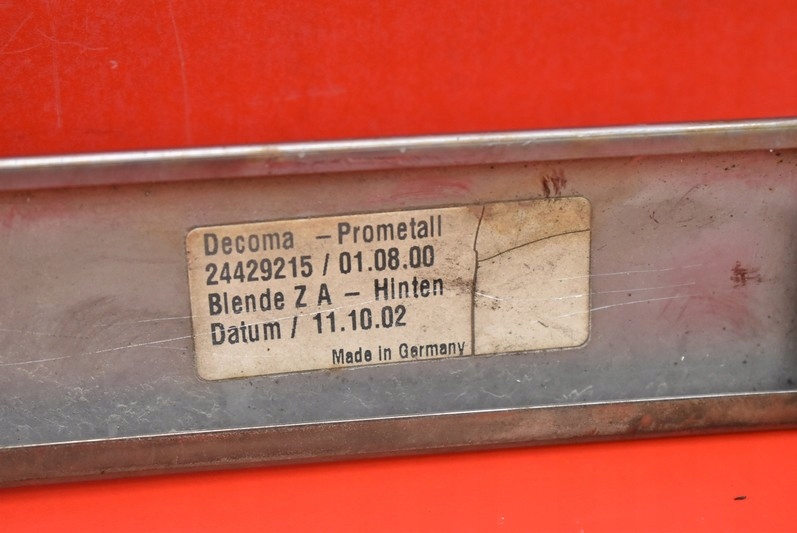 Decoma – Prometall
24429215 / 01.08.00
Blende Z A – Hinten
Datum / 11.10.02
Made in Germany